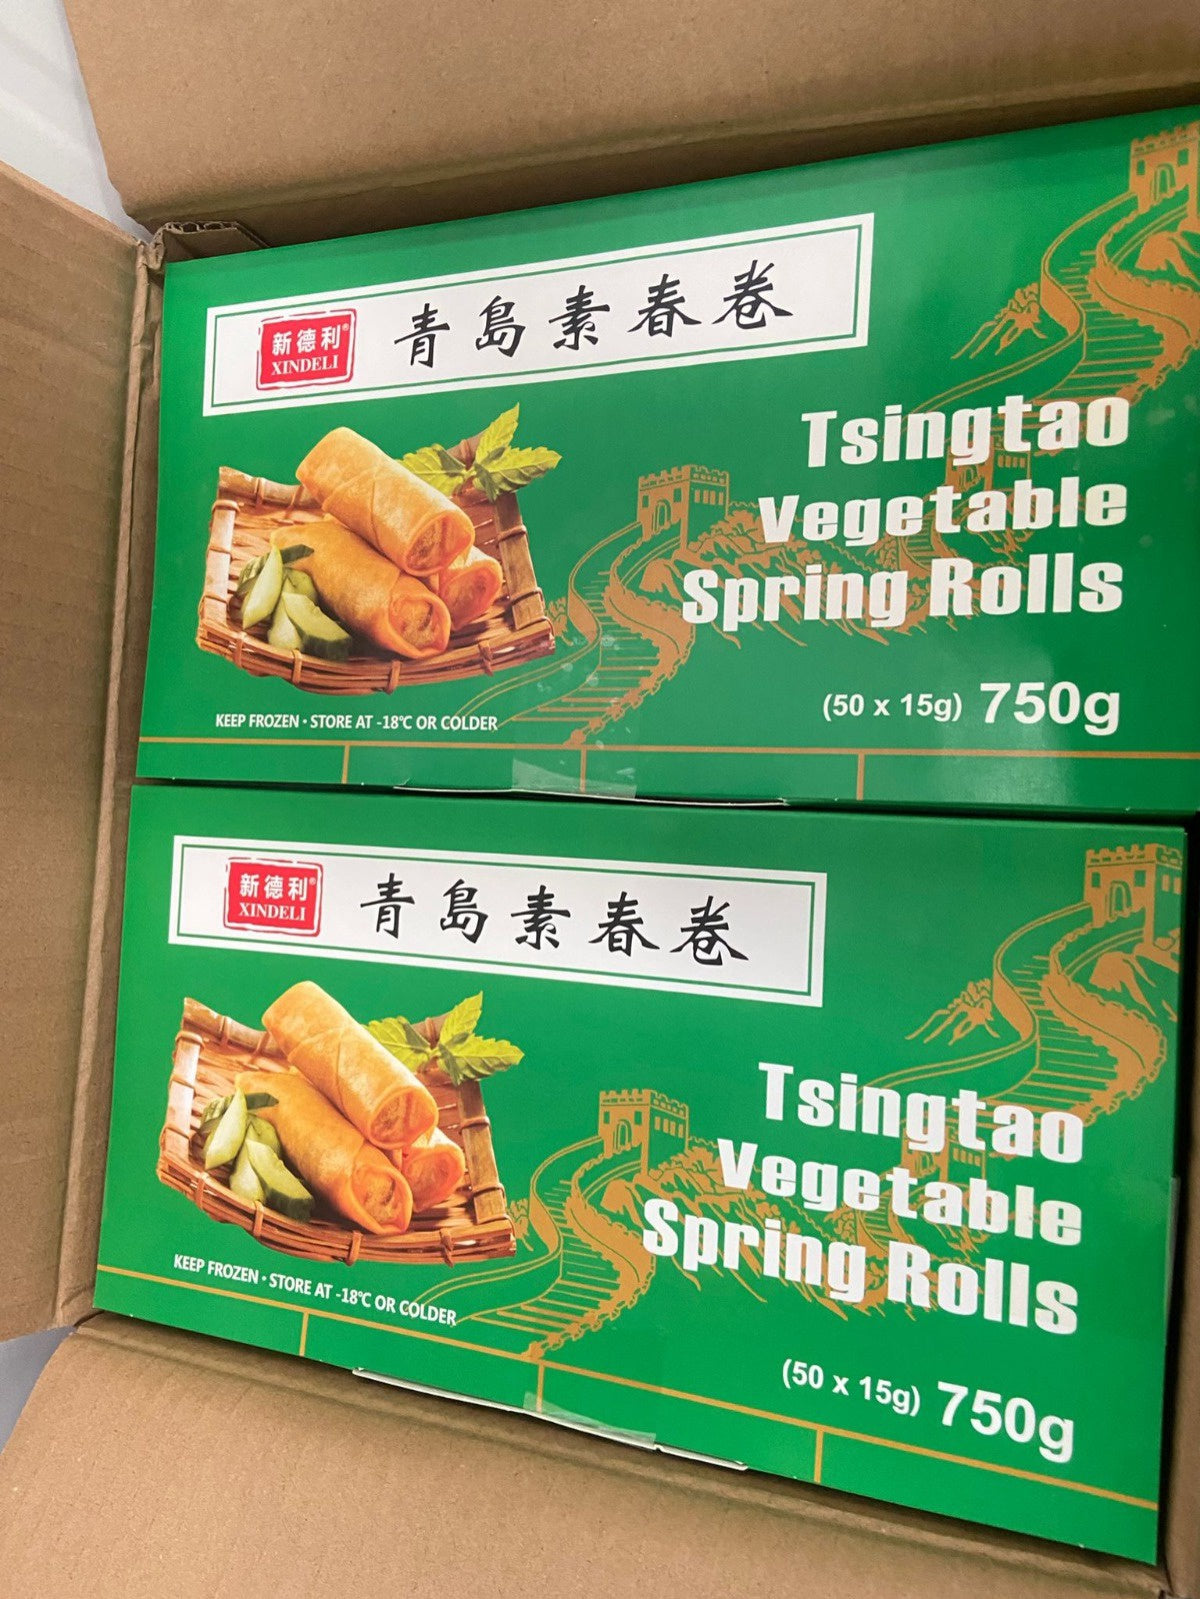 新德利®
XINDELI
青島素春卷
Tsingtao
Vegetable
Spring Rolls
KEEP FROZEN • STORE AT -18℃ OR COLDER
(50 x 15g) 750g
新德利®
XINDELI
青島素春卷
Tsingtao
Vegetable
Spring Rolls
KEEP FROZEN • STORE AT -18℃ OR COLDER
(50 x 15g) 750g